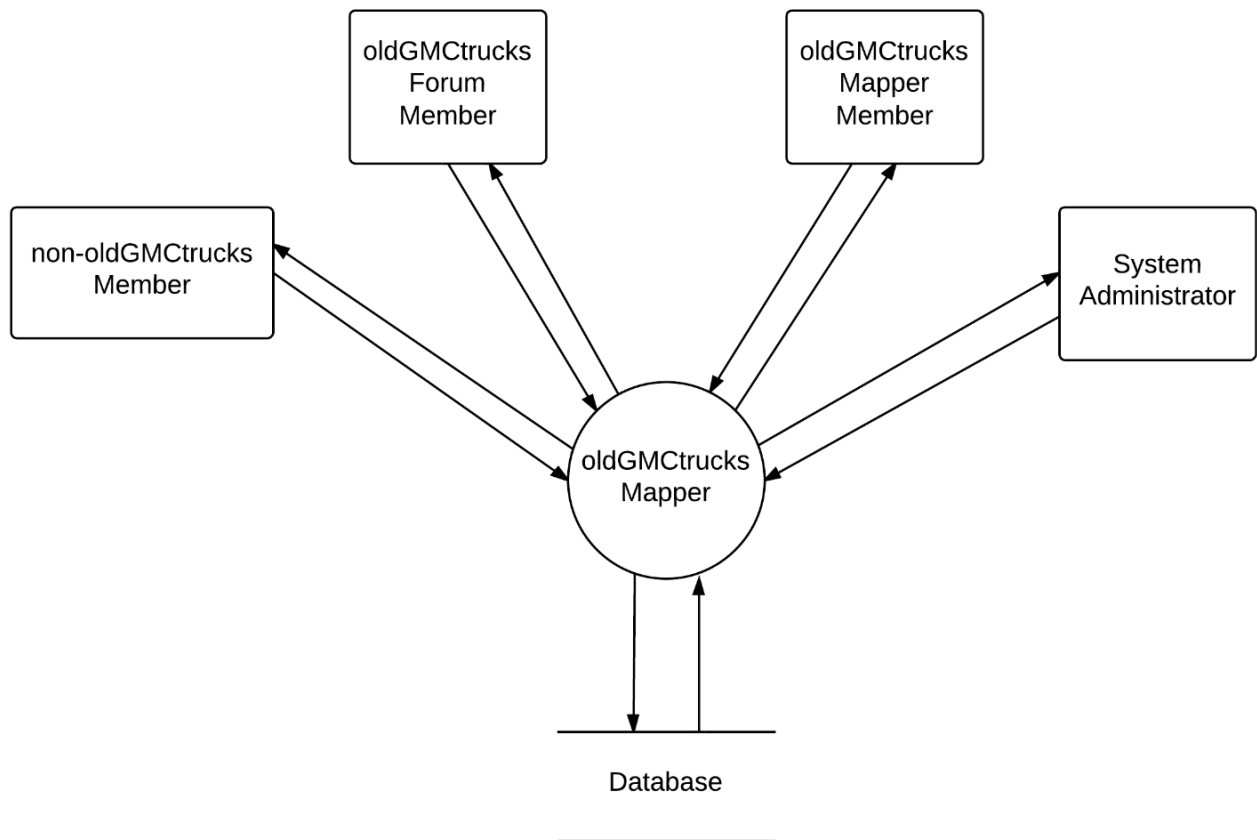 oldGMCtrucks
Forum
Member
oldGMCtrucks
Mapper
Member
non-oldGMCtrucks
Member
System
Administrator
oldGMCtrucks
Mapper
Database